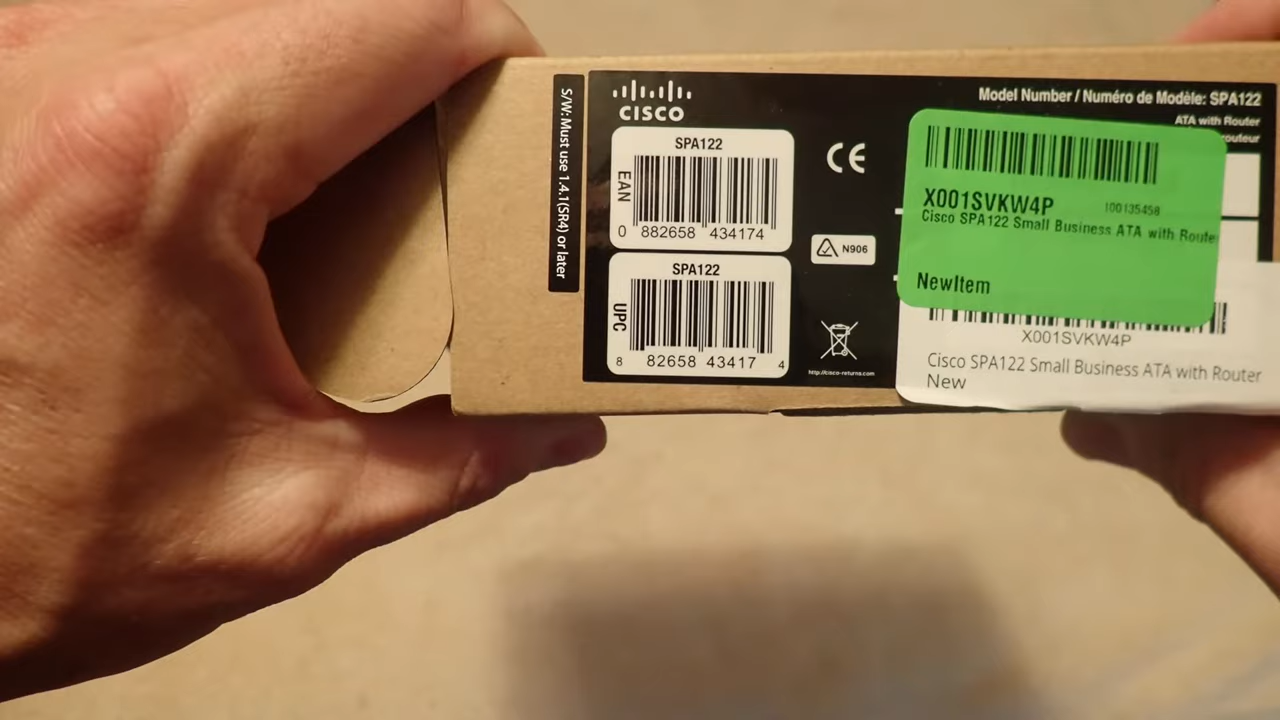 S/W: Must use 1.4.1(SR4) or later
CISCO
Model Number / Numéro de Modèle: SPA122
ATA with Router
routeur
SPA122
EAN
0 882658 434174
SPA122
UPC
8 82658 43417 4
CE
N906
http://cisco-returns.com
X001SVKW4P 100135458
Cisco SPA122 Small Business ATA with Route
NewItem
X001SVKW4P
Cisco SPA122 Small Business ATA with Router
New